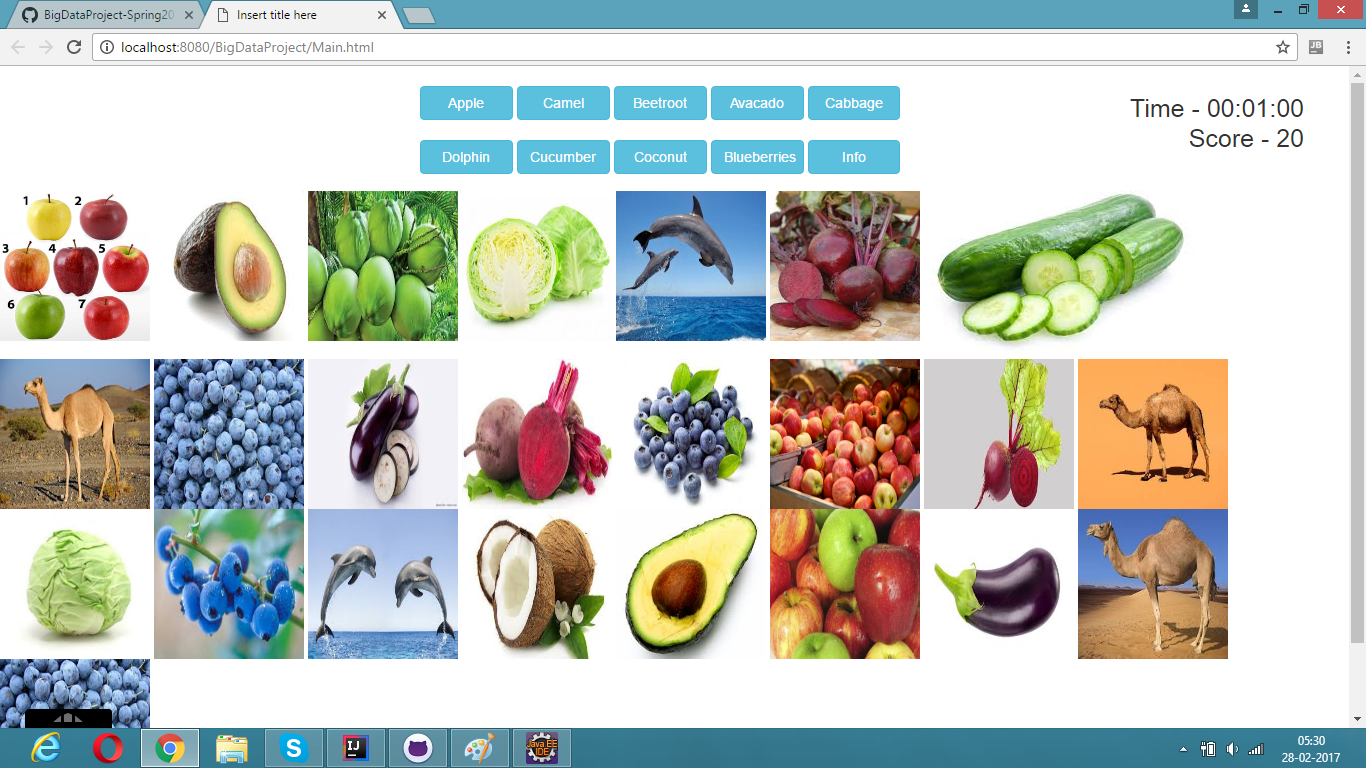 BigDataProject-Spring20
Insert title here
localhost:8080/BigDataProject/Main.html
JB
Apple Camel Beetroot Avacado Cabbage
Time - 00:01:00
Score - 20
Dolphin Cucumber Coconut Blueberries Info
1 2
3 4 5
6 7
S
IJ
Java EE
IDE
05:30
28-02-2017